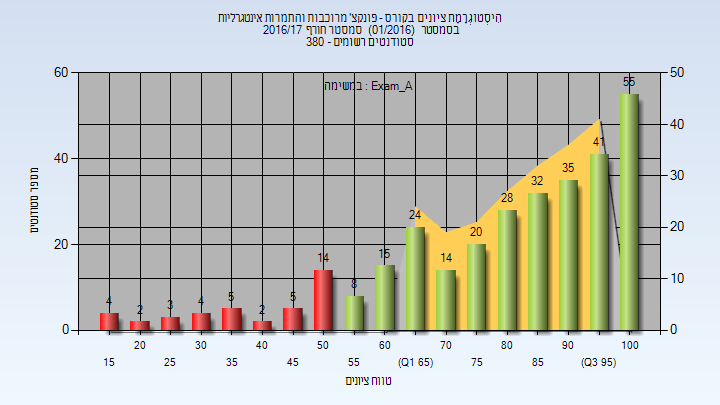 היסטוגרמת ציונים בקורס - פונקצ' מרוכבות והתמרות אינטגרליות
בסמסטר (01/2016) סמסטר חורף 2016/17
סטודנטים רשומים - 380
במשימה : Exam_A
60 50
40
40 30
20
20 10
0 0
מספר סטודנטים
4 2 3 4 5 2 5 14 8 15 24 14 20 28 32 35 41 55
20 30 40 50 60 70 80 90 100
15 25 35 45 55 (Q1 65) 75 85 (Q3 95)
טווח ציונים